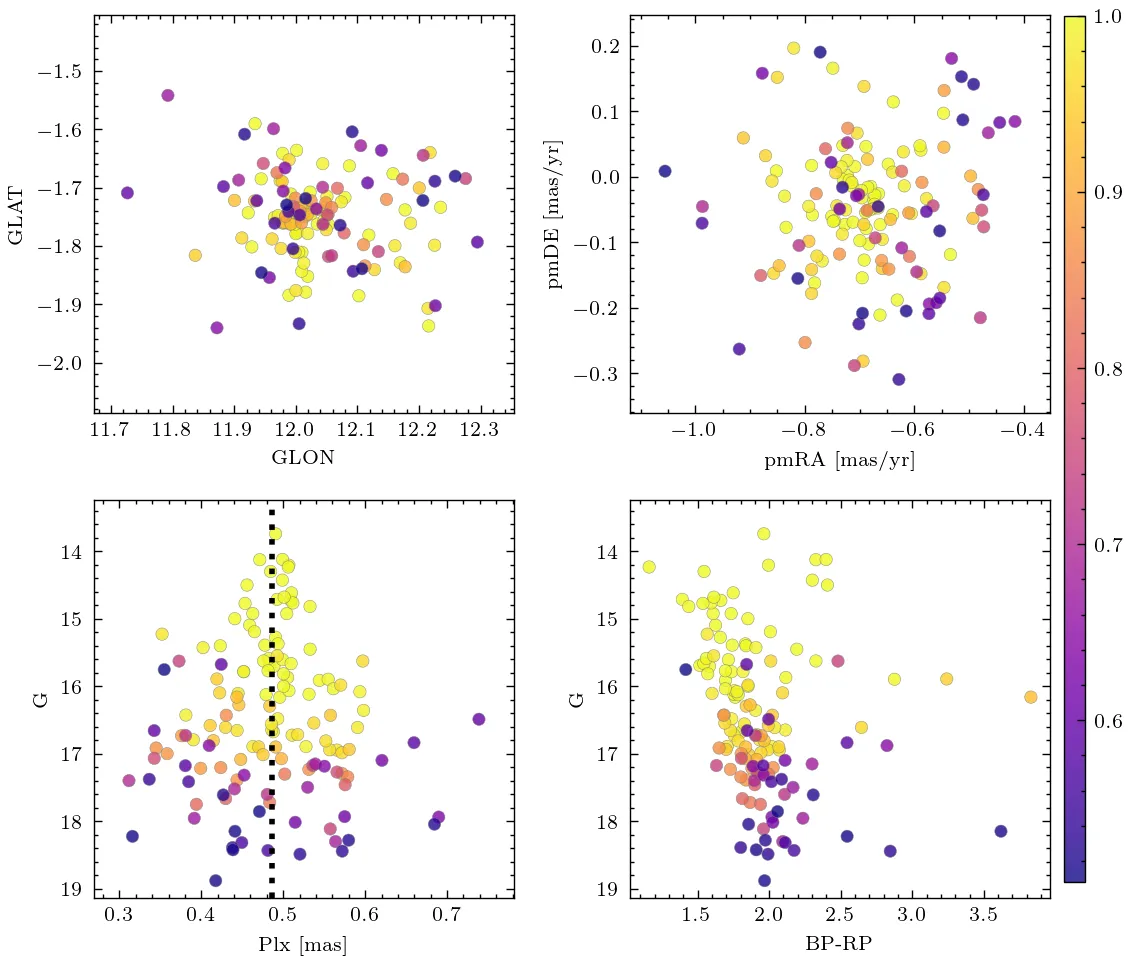 −1.5
−1.6
−1.7
−1.8
−1.9
−2.0
GLAT
11.7 11.8 11.9 12.0 12.1 12.2 12.3
GLON
0.2
0.1
0.0
−0.1
−0.2
−0.3
pmDE [mas/yr]
−1.0 −0.8 −0.6 −0.4
pmRA [mas/yr]
14
15
16
17
18
19
G
0.3 0.4 0.5 0.6 0.7
Plx [mas]
14
15
16
17
18
19
G
1.5 2.0 2.5 3.0 3.5
BP-RP
1.0
0.9
0.8
0.7
0.6